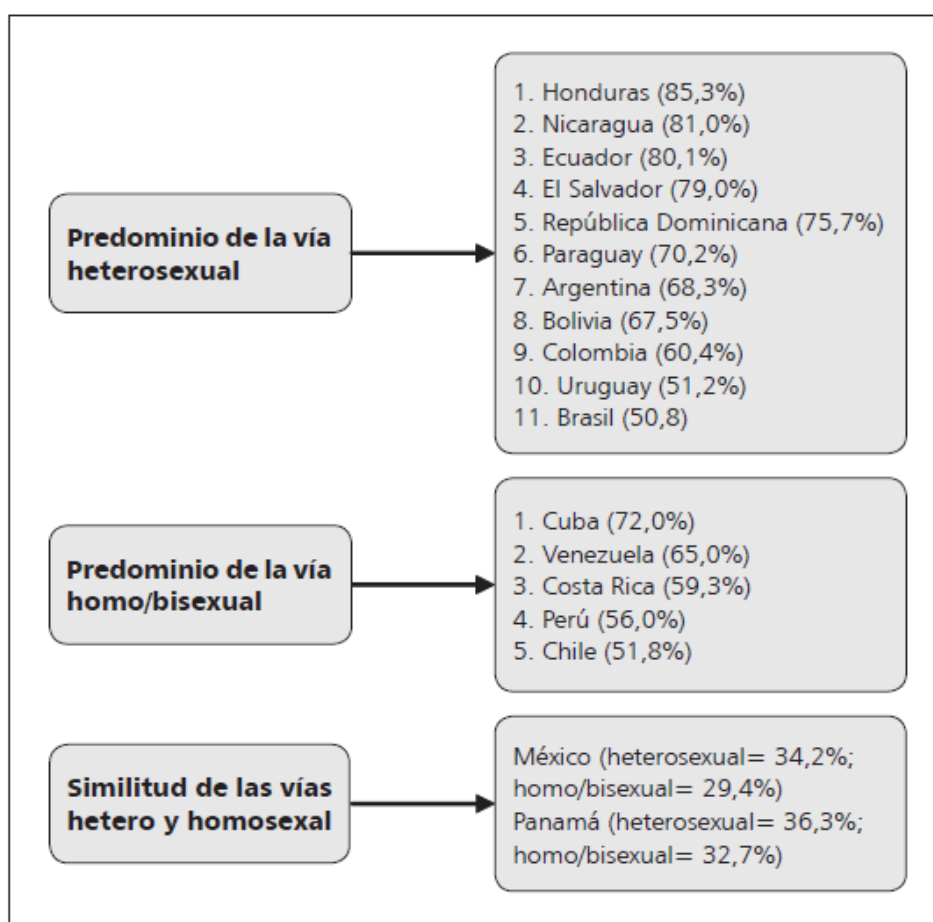 Predominio de la vía
heterosexual
1. Honduras (85,3%)
2. Nicaragua (81,0%)
3. Ecuador (80,1%)
4. El Salvador (79,0%)
5. República Dominicana (75,7%)
6. Paraguay (70,2%)
7. Argentina (68,3%)
8. Bolivia (67,5%)
9. Colombia (60,4%)
10. Uruguay (51,2%)
11. Brasil (50,8)
Predominio de la vía
homo/bisexual
1. Cuba (72,0%)
2. Venezuela (65,0%)
3. Costa Rica (59,3%)
4. Perú (56,0%)
5. Chile (51,8%)
Similitud de las vías
hetero y homosexal
México (heterosexual= 34,2%;
homo/bisexual= 29,4%)
Panamá (heterosexual= 36,3%;
homo/bisexual= 32,7%)